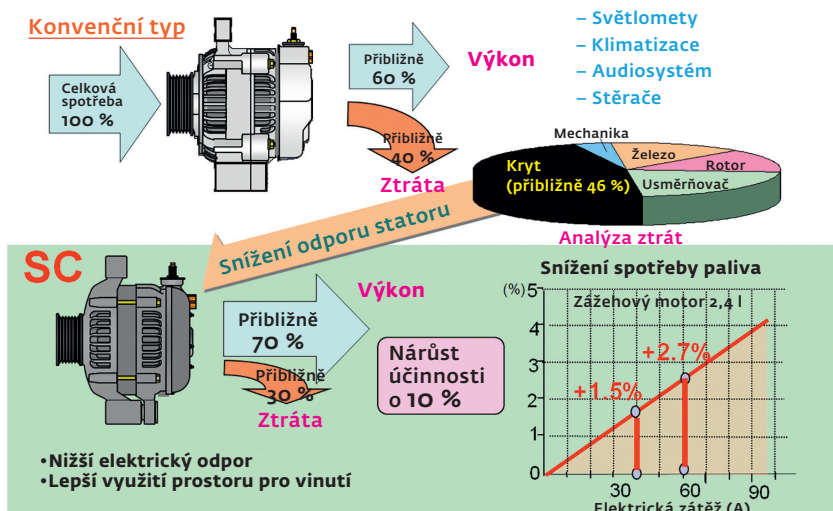 Konvenční typ
Celková
spotřeba
100 %
Přibližně
60 %
Výkon
– Světlomety
– Klimatizace
– Audiosystém
– Stěrače
Přibližně
40 %
Ztráta
Mechanika
Železo
Rotor
Usměrňovač
Kryt
(přibližně 46 %)
Analýza ztrát
Snížení odporu statoru
SC
Přibližně
70 %
Výkon
Přibližně
30 %
Ztráta
Nárůst
účinnosti
o 10 %
•Nižší elektrický odpor
•Lepší využití prostoru pro vinutí
Snížení spotřeby paliva
(%)
5
Zážehový motor 2,4 l
4
3
2
1
0
+1.5%
+2.7%
30
60
90
Elektrická zátěž (A)